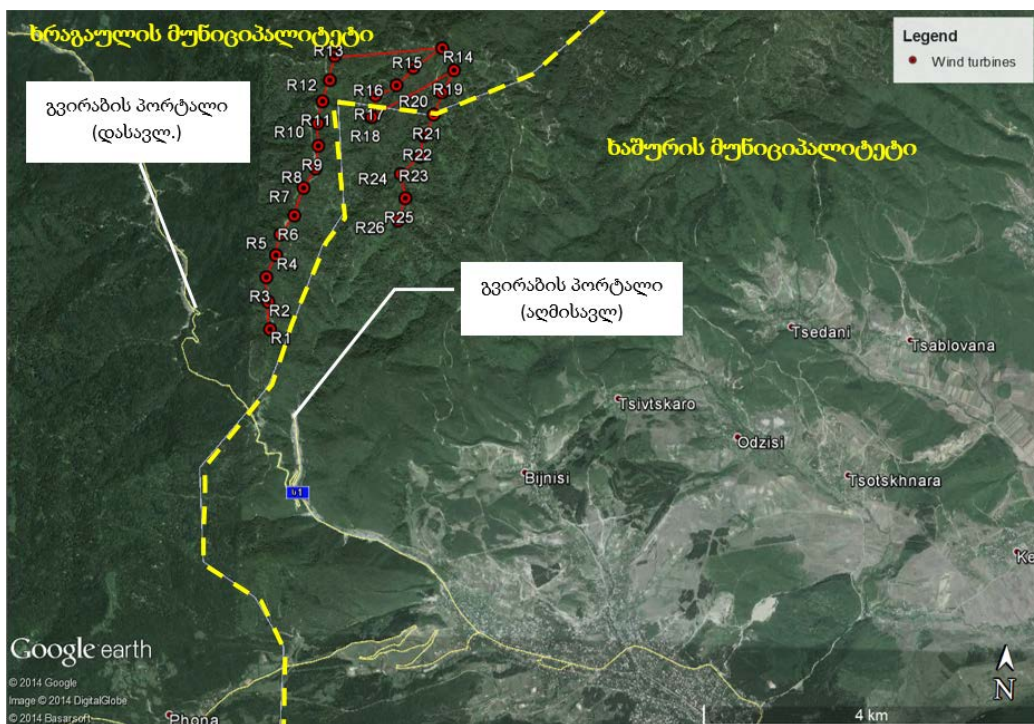 ხრაგაულის მუნიციპალიტეტი
Legend
Wind turbines
R13
R14
R15
R12
R16
R19
R20
R11
R17
R18
R10
R21
გვირაბის პორტალი
(დასავლ.)
ხაშურის მუნიციპალიტეტი
R9
R22
R8
R24
R23
R7
R25
R26
R6
R5
R4
R3
R2
R1
გვირაბის პორტალი
(აღმისავლ)
Tsedani
Tsablovana
Tsivtskaro
Odzisi
Bijnisi
Tsotskhnara
Ke
Google earth
© 2014 Google
Image © 2014 DigitalGlobe
© 2014 Basarsoft
Phona
4 km
N